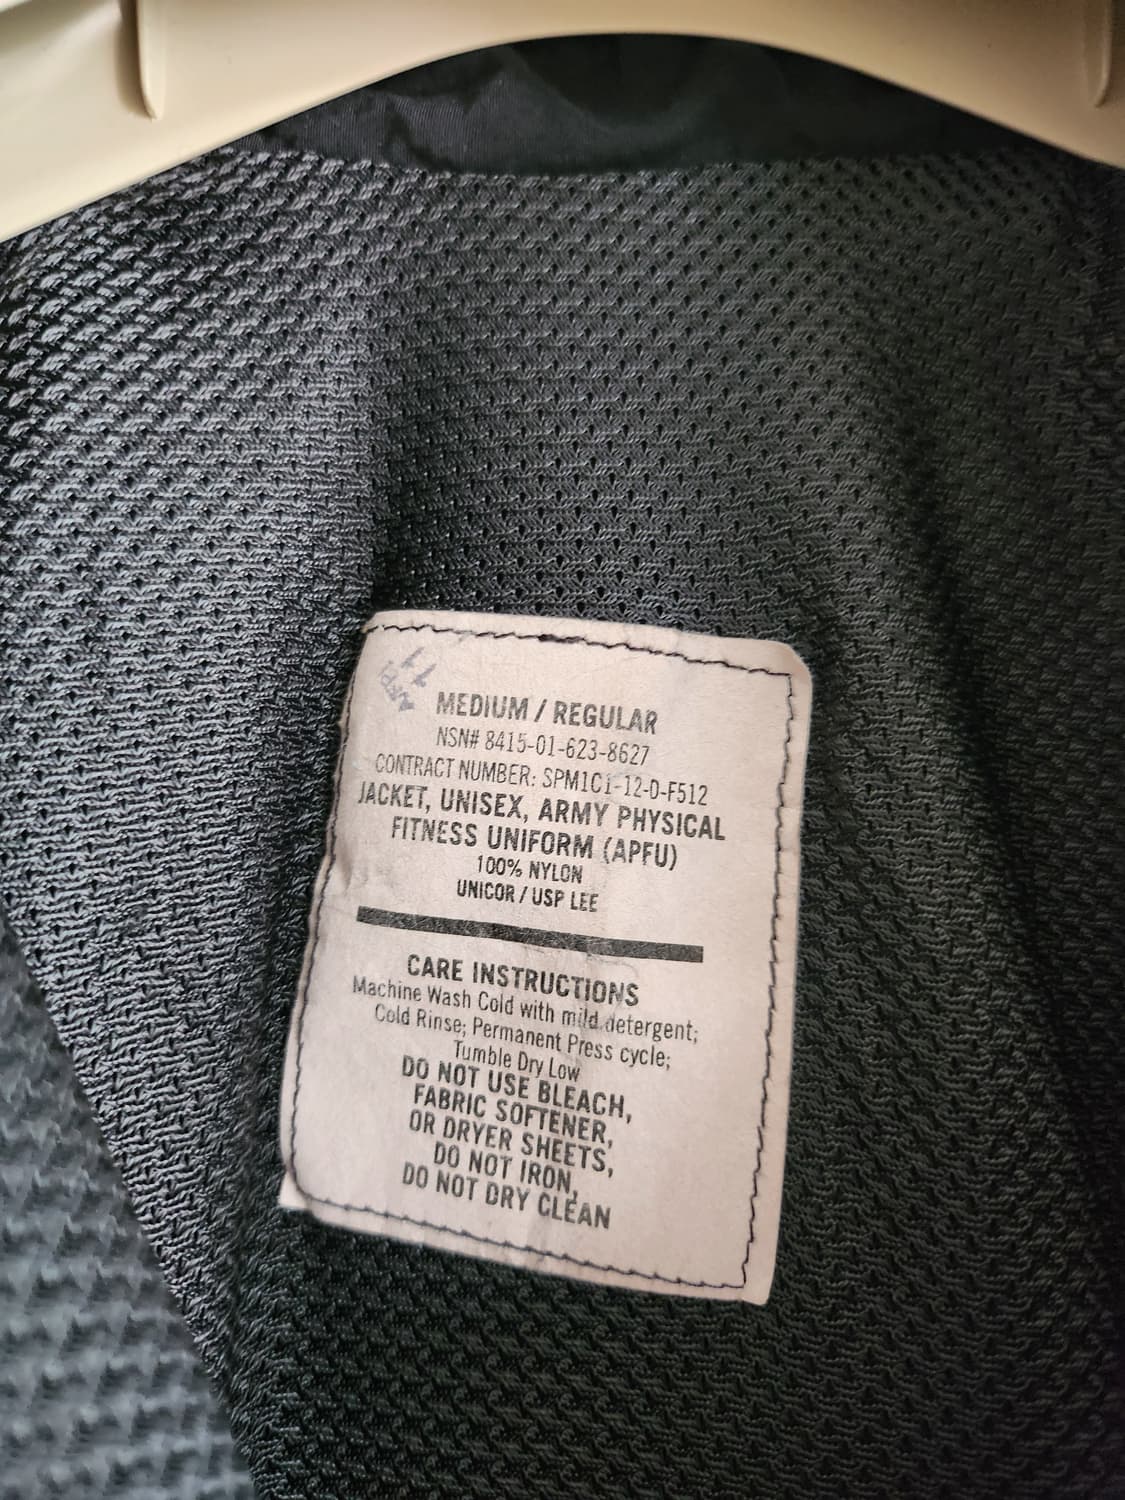 MEDIUM / REGULAR
NSN# 8415-01-623-8627
CONTRACT NUMBER: SPM1C1-12-D-F512
JACKET, UNISEX, ARMY PHYSICAL
FITNESS UNIFORM (APFU)
100% NYLON
UNICOR / USP LEE
CARE INSTRUCTIONS
Machine Wash Cold with mild detergent;
Cold Rinse; Permanent Press cycle;
Tumble Dry Low
DO NOT USE BLEACH,
FABRIC SOFTENER,
OR DRYER SHEETS,
DO NOT IRON,
DO NOT DRY CLEAN